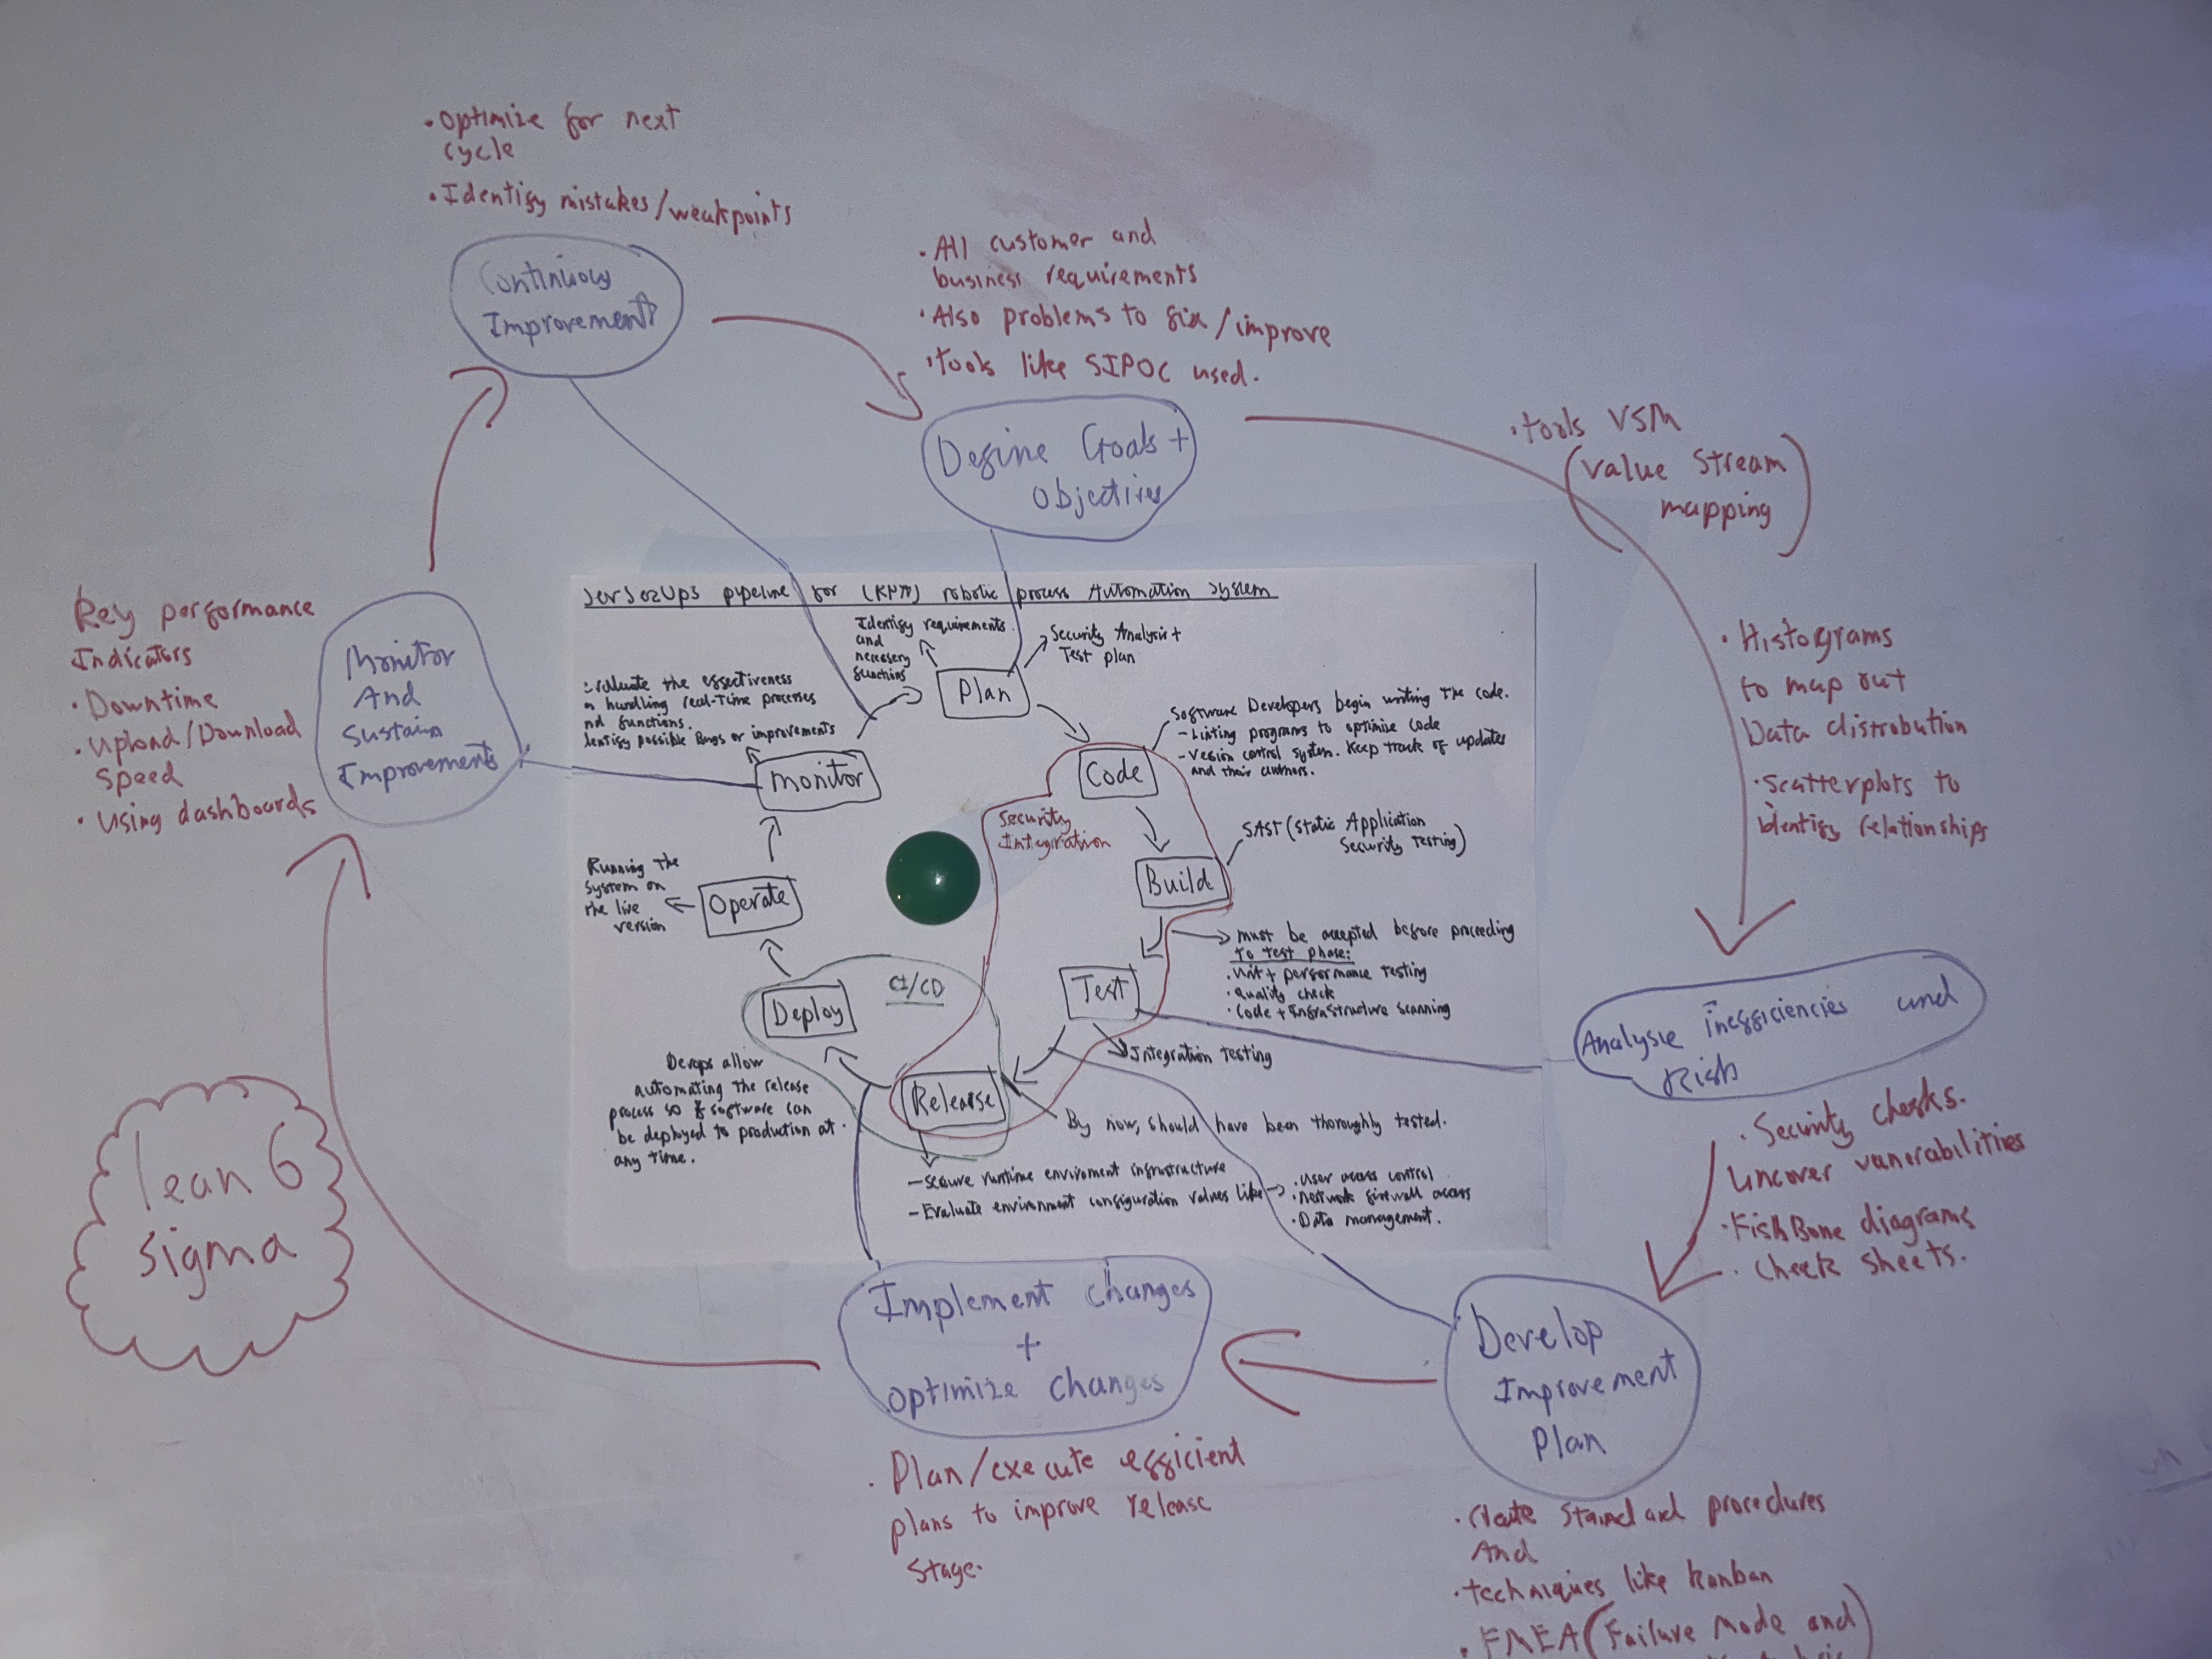 • Optimize for next
cycle
• Identify mistakes/weakpoints
Continuous
Improvements
• All customer and
business requirements
• Also problems to fix/improve
• tools like SIPOC used.
Define Goals +
Objectives
• tools VSM
(Value Stream
mapping)
• Histograms
to map out
Data distrobution
• Scatterplots to
identify relationships
Analysie inefficiencies and
Risk
• Security checks.
Uncover vanerabilities
• FishBone diagrams
• Check sheets.
Develop
Improvement
Plan
• Create Standard procedures
And
• techniques like Kanban
• FMEA (Failure Mode and
Implement changes
+
optimize changes
• Plan/execute efficient
plans to improve release
Stage.
lean 6
sigma
Key performance
Indicators
• Downtime
• Upload/Download
Speed
• Using dashboards
Monitor
And
Sustain
Improvements
DevSecOps pipeline for (RPA) robotic process Automation System
Identify requirements
and
necessary
functions
Security Analysis +
Test plan
Plan
Evaluate the effectiveness
in handling real-time processes
and functions.
Identify possible Bugs or improvements
monitor
Software Developers begin writing the code.
- Linting programs to optimise code
- Version control system. Keep track of updates
and their authors.
Code
Security
Integration
SAST (Static Application
Security Testing)
Build
Running the
system on
the live
version
Operate
must be accepted before proceeding
To test phase:
• Unit + performance testing
• Quality check
• Code + Infrastructure scanning
Test
Integration testing
CI/CD
Deploy
Devops allow
automating the release
process so software can
be deployed to production at
any time.
Release
By now, should have been thoroughly tested.
- Secure runtime enviroment infrastructure
- Evaluate environment configuration values like →
• User access control
• network firewall access
• Data management.